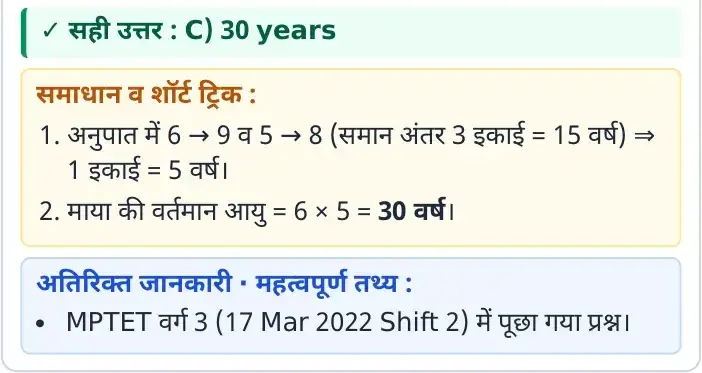 ✓ सही उत्तर : C) 30 years
समाधान व शॉर्ट ट्रिक :
1. अनुपात में 6 → 9 व 5 → 8 (समान अंतर 3 इकाई = 15 वर्ष) ⇒
1 इकाई = 5 वर्ष।
2. माया की वर्तमान आयु = 6 × 5 = 30 वर्ष।
अतिरिक्त जानकारी · महत्वपूर्ण तथ्य :
• MPTET वर्ग 3 (17 Mar 2022 Shift 2) में पूछा गया प्रश्न।